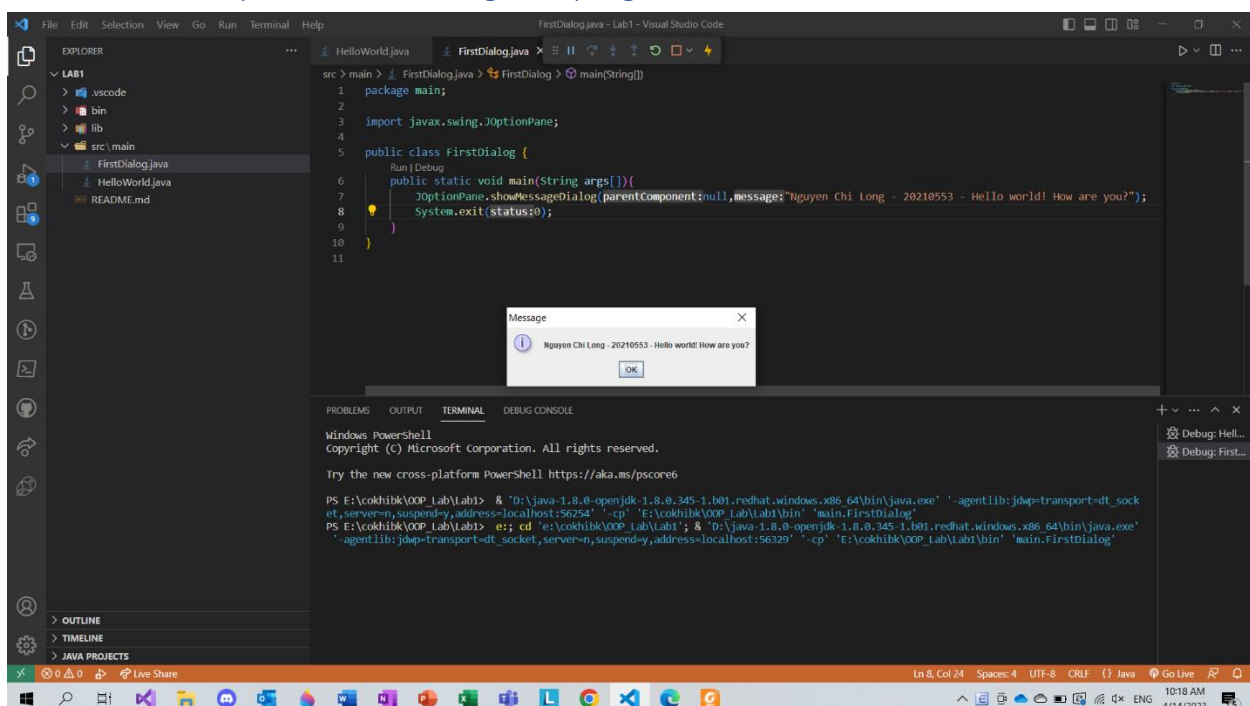 File Edit Selection View Go Run Terminal Help
FirstDialog.java - Lab1 - Visual Studio Code
EXPLORER
LAB1
.vscode
bin
lib
src\main
FirstDialog.java
HelloWorld.java
README.md
OUTLINE
TIMELINE
JAVA PROJECTS
HelloWorld.java FirstDialog.java
src > main > FirstDialog.java > FirstDialog > main(String[])
1 package main;
2
3 import javax.swing.JOptionPane;
4
5 public class FirstDialog {
Run | Debug
6 public static void main(String args[]){
7 JOptionPane.showMessageDialog(parentComponent:null,message:"Nguyen Chi Long - 20210553 - Hello world! How are you?");
8 System.exit(status:0);
9 }
10 }
11
Message
Nguyen Chi Long - 20210553 - Hello world! How are you?
OK
PROBLEMS OUTPUT TERMINAL DEBUG CONSOLE
Windows PowerShell
Copyright (C) Microsoft Corporation. All rights reserved.
Try the new cross-platform PowerShell https://aka.ms/pscore6
PS E:\cokhibk\OOP_Lab\Lab1> & 'D:\java-1.8.0-openjdk-1.8.0.345-1.b01.redhat.windows.x86_64\bin\java.exe' '-agentlib:jdwp=transport=dt_sock
et,server=n,suspend=y,address=localhost:56254' '-cp' 'E:\cokhibk\OOP_Lab\Lab1\bin' 'main.FirstDialog'
PS E:\cokhibk\OOP_Lab\Lab1> e:; cd 'e:\cokhibk\OOP_Lab\Lab1'; & 'D:\java-1.8.0-openjdk-1.8.0.345-1.b01.redhat.windows.x86_64\bin\java.exe'
'-agentlib:jdwp=transport=dt_socket,server=n,suspend=y,address=localhost:56329' '-cp' 'E:\cokhibk\OOP_Lab\Lab1\bin' 'main.FirstDialog'
Debug: Hell...
Debug: First...
0 0 Live Share
Ln 8, Col 24 Spaces: 4 UTF-8 CRLF {} Java Go Live
ENG
10:18 AM